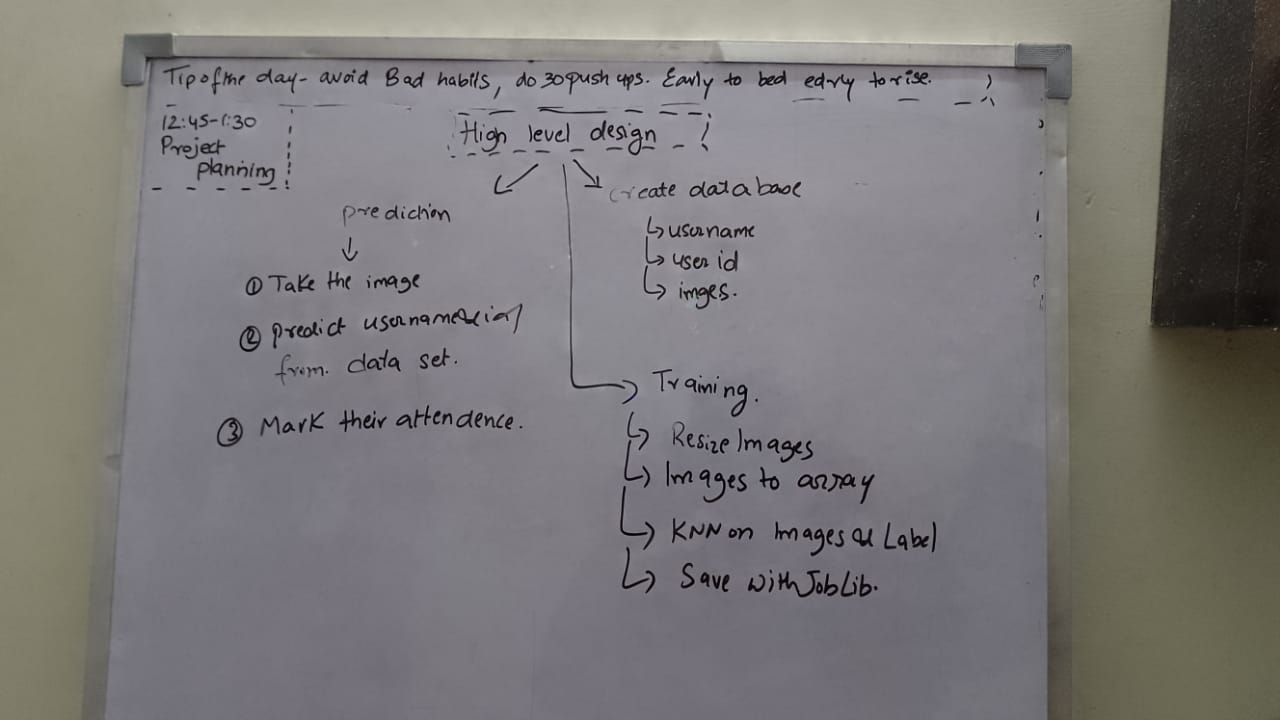 Tip of the day - avoid Bad habits, do 30 push ups. Early to bed early to rise.
12:45-1:30
Project
planning
High level design
prediction
① Take the image
② Predict username & id
from. data set.
③ Mark their attendence.
Create database
↳ username
↳ user id
↳ imges.
Training.
↳ Resize Images
↳ Images to array
↳ KNN on Images & Label
↳ Save with JobLib.